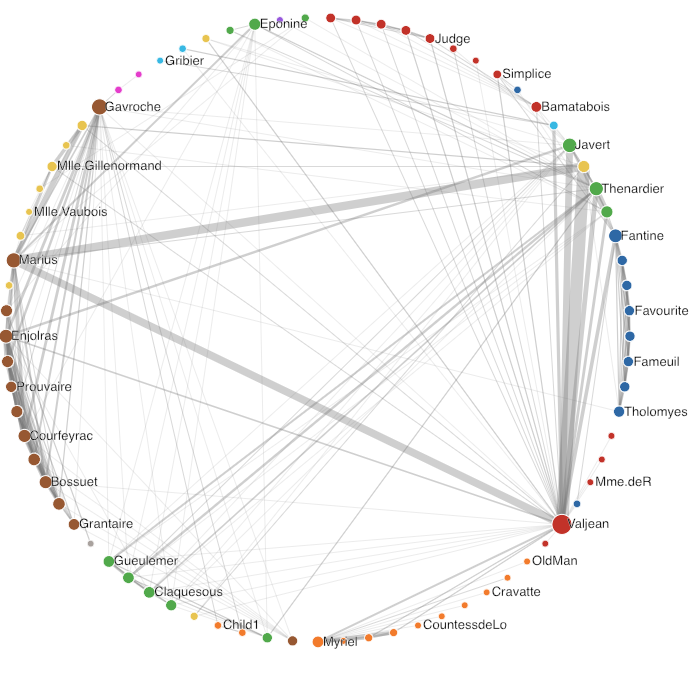 Eponine
Judge
Gribier
Simplice
Gavroche
Bamatabois
Javert
Mlle.Gillenormand
Thenardier
Mlle.Vaubois
Fantine
Marius
Favourite
Enjolras
Fameuil
Prouvaire
Tholomyes
Courfeyrac
Bossuet
Mme.deR
Grantaire
Valjean
Gueulemer
OldMan
Claquesous
Cravatte
Child1
CountessdeLo
Myriel